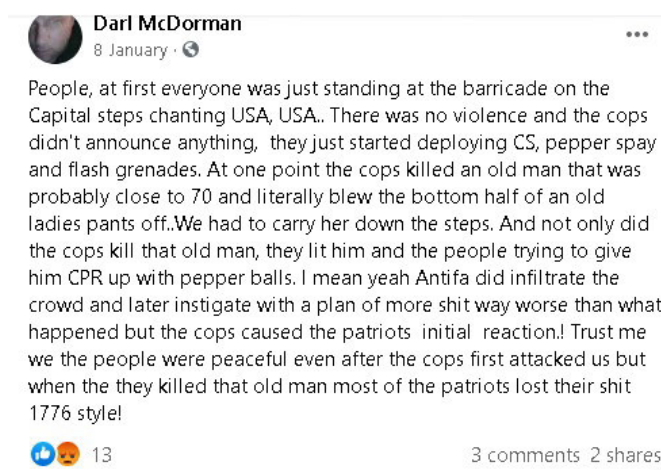 Darl McDorman
8 January ·
People, at first everyone was just standing at the barricade on the
Capital steps chanting USA, USA.. There was no violence and the cops
didn't announce anything, they just started deploying CS, pepper spay
and flash grenades. At one point the cops killed an old man that was
probably close to 70 and literally blew the bottom half of an old
ladies pants off..We had to carry her down the steps. And not only did
the cops kill that old man, they lit him and the people trying to give
him CPR up with pepper balls. I mean yeah Antifa did infiltrate the
crowd and later instigate with a plan of more shit way worse than what
happened but the cops caused the patriots initial reaction.! Trust me
we the people were peaceful even after the cops first attacked us but
when the they killed that old man most of the patriots lost their shit
1776 style!
13 3 comments 2 shares